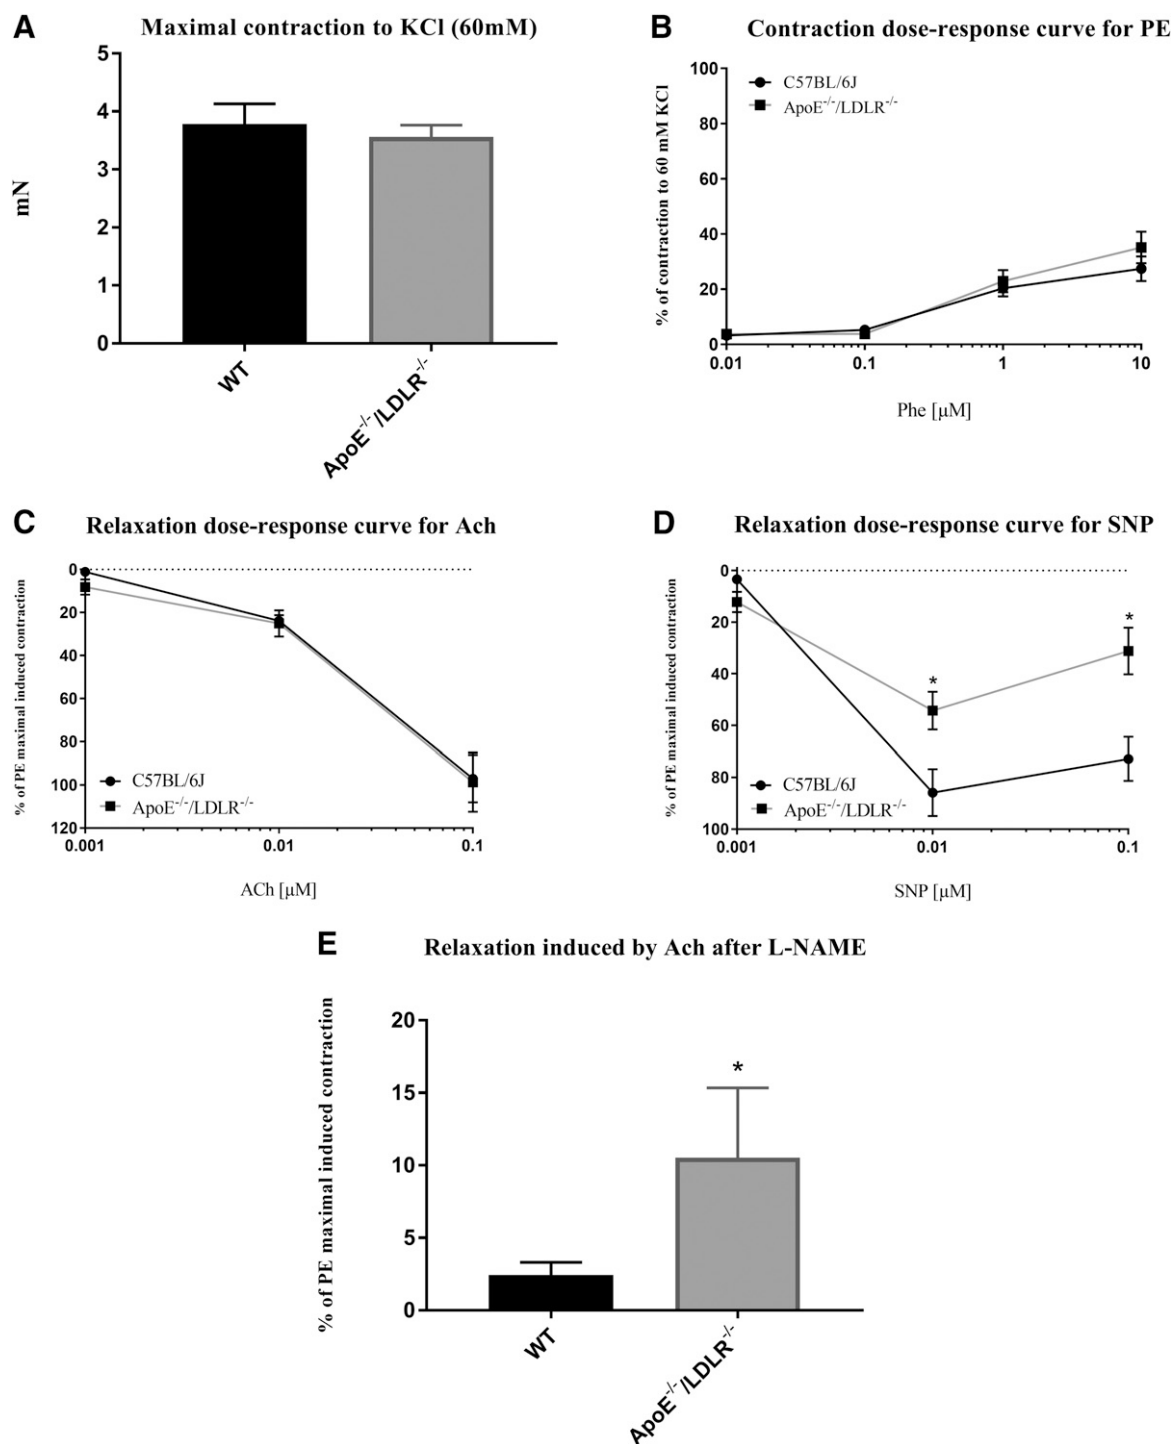 A
Maximal contraction to KCl (60mM)
mN
5
4
3
2
1
0
WT
ApoE-/-/LDLR-/-
B
Contraction dose-response curve for PE
% of contraction to 60 mM KCl
100
80
60
40
20
0
C57BL/6J
ApoE-/-/LDLR-/-
0.01 0.1 1 10
Phe [μM]
C
Relaxation dose-response curve for Ach
% of PE maximal induced contraction
0
20
40
60
80
100
120
C57BL/6J
ApoE-/-/LDLR-/-
0.001 0.01 0.1
ACh [μM]
D
Relaxation dose-response curve for SNP
% of PE maximal induced contraction
0
20
40
60
80
100
*
*
C57BL/6J
ApoE-/-/LDLR-/-
0.001 0.01 0.1
SNP [μM]
E
Relaxation induced by Ach after L-NAME
% of PE maximal induced contraction
20
15
10
5
0
*
WT
ApoE-/-/LDLR-/-